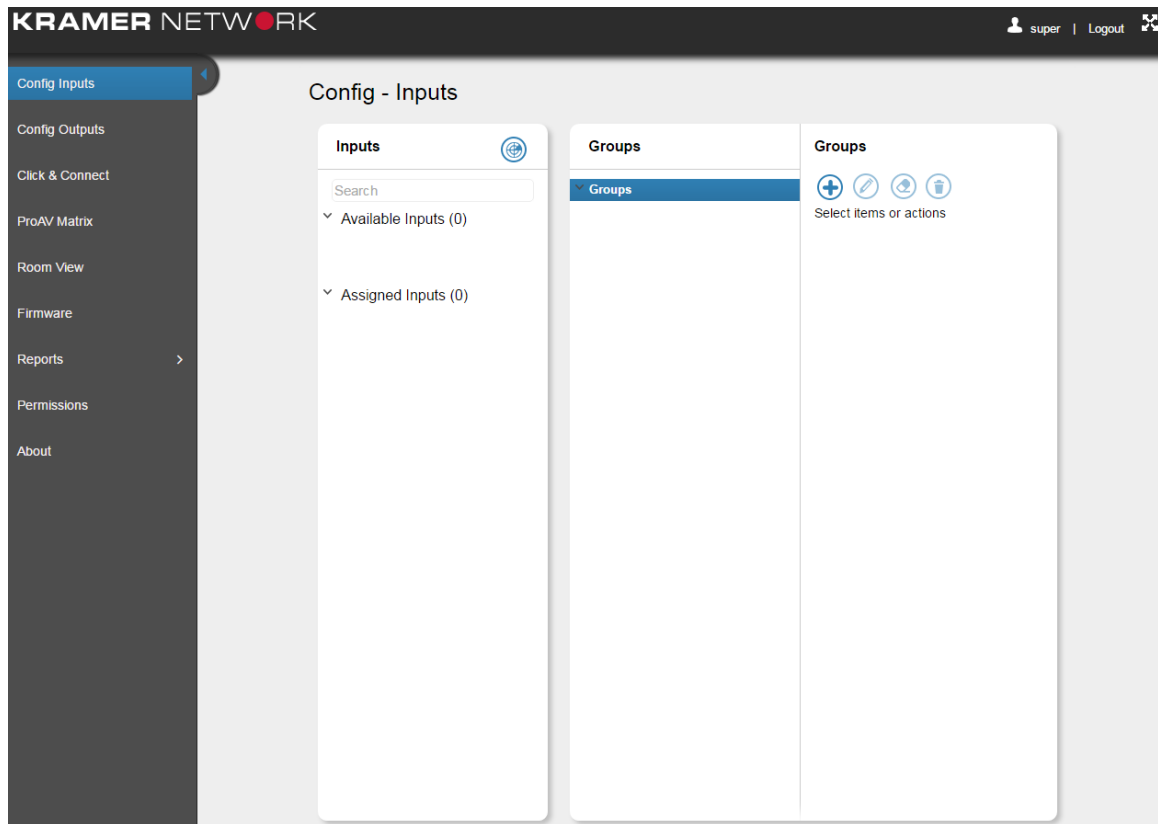 KRAMER NETWORK
super | Logout
Config Inputs
Config Outputs
Click & Connect
ProAV Matrix
Room View
Firmware
Reports
Permissions
About
Config - Inputs
Inputs
Search
Available Inputs (0)
Assigned Inputs (0)
Groups
Groups
Groups
Select items or actions